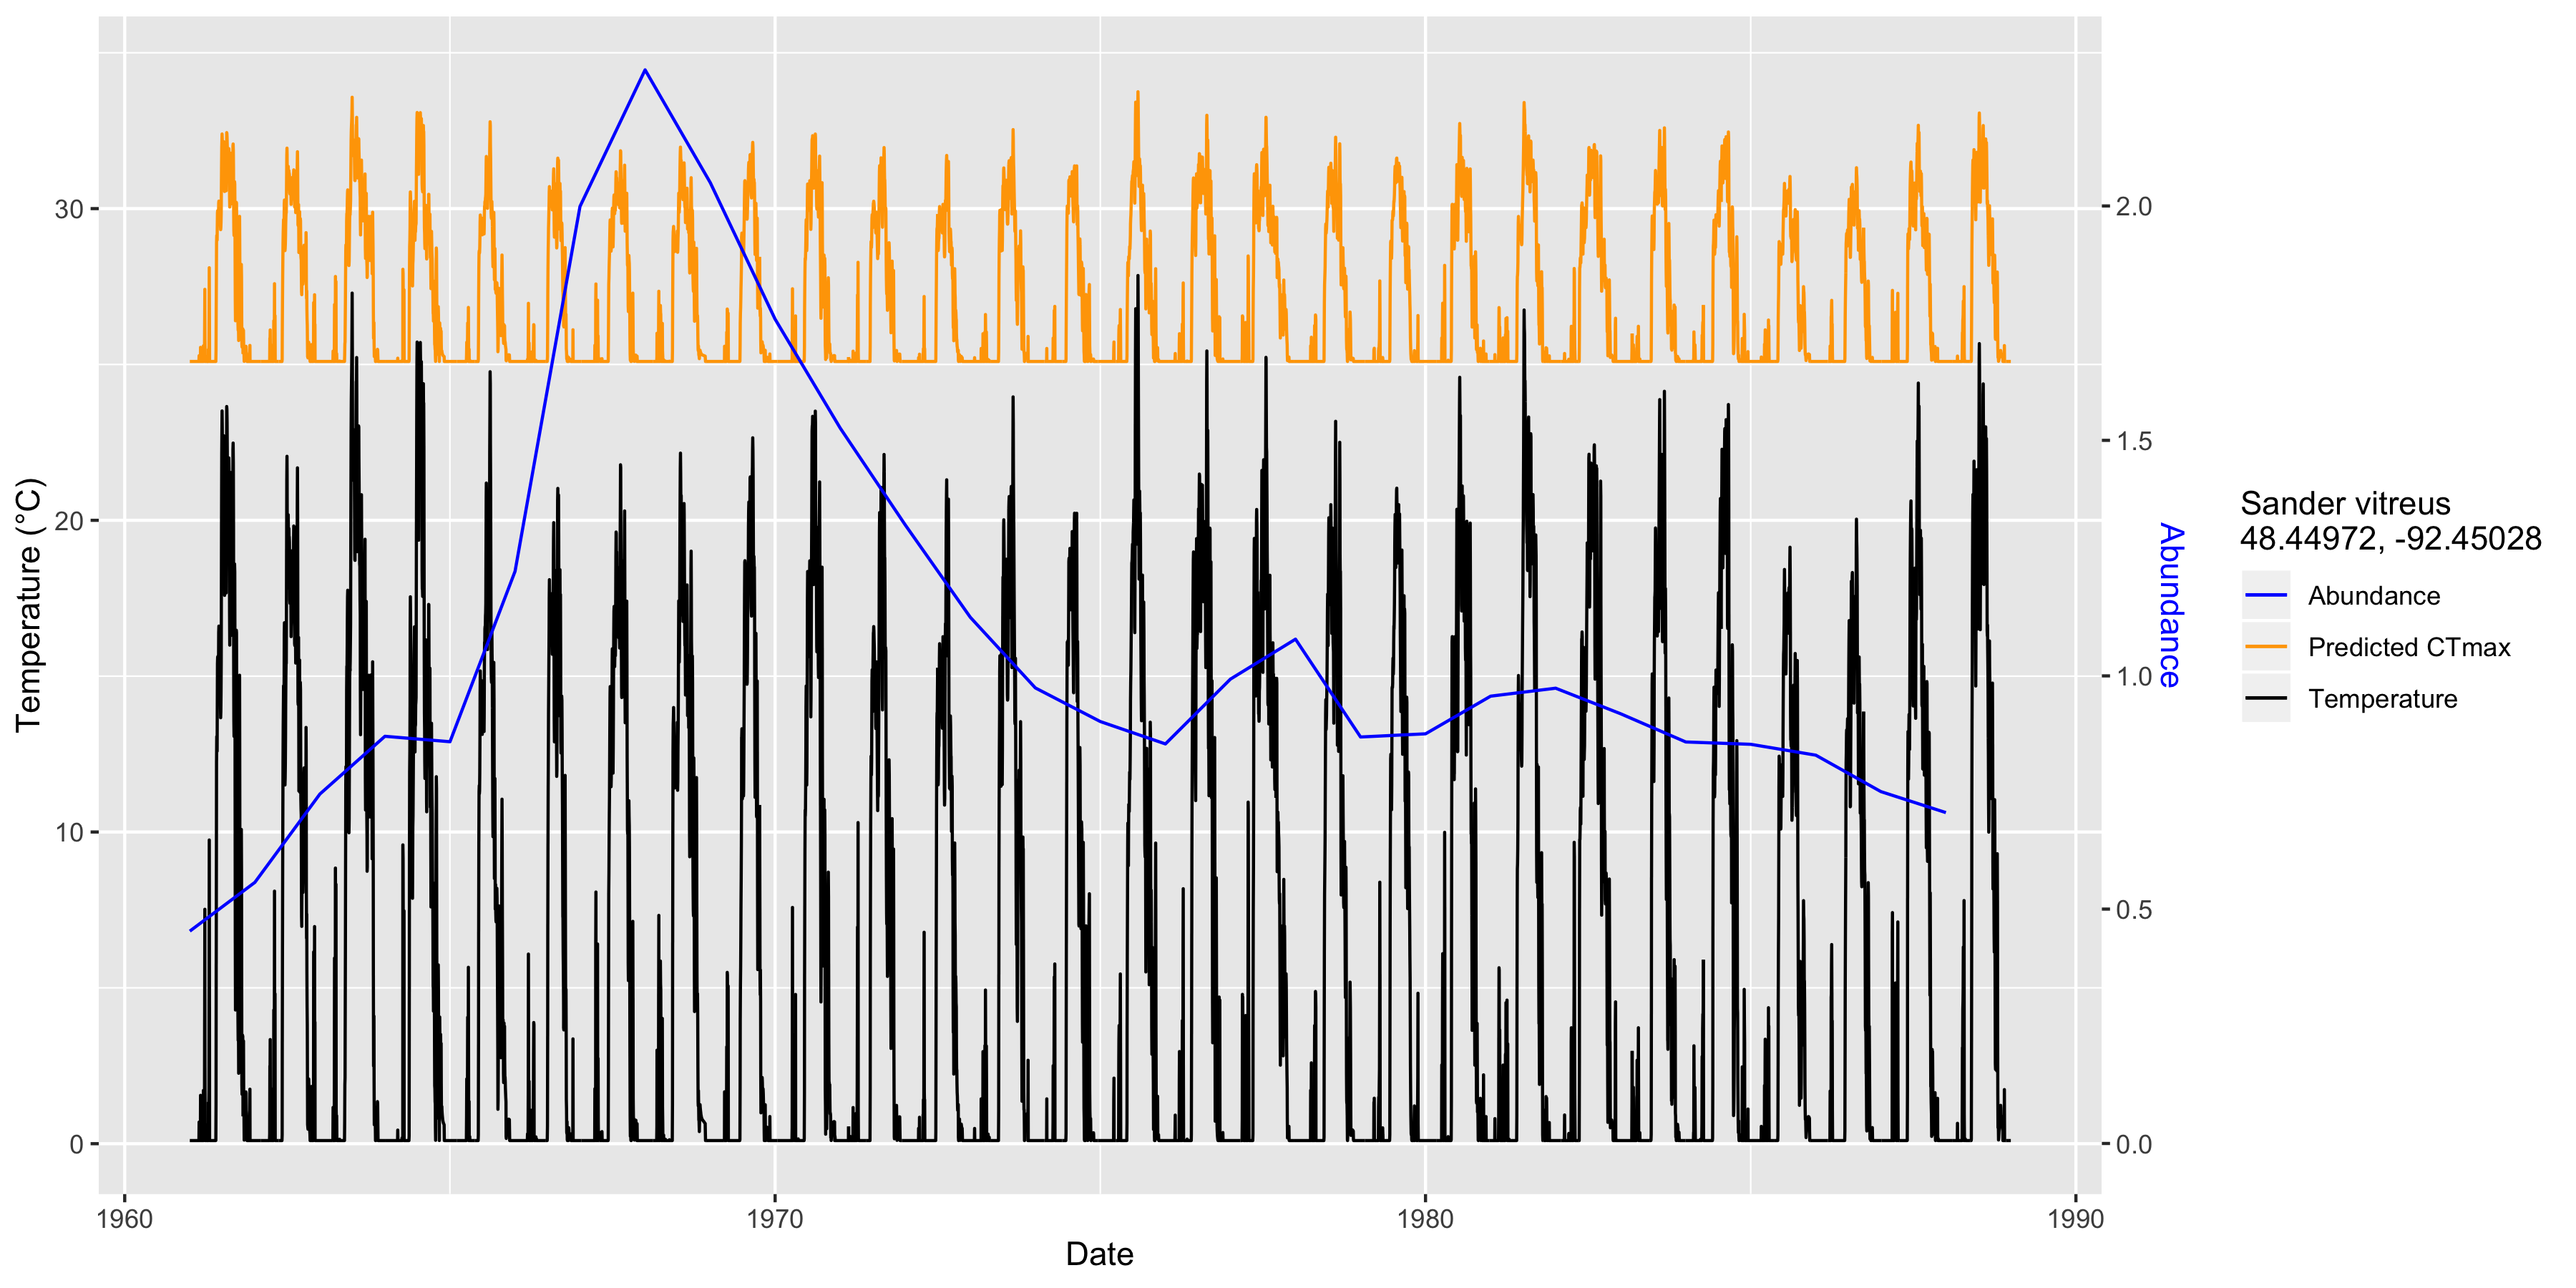 30
20
10
0
Temperature (°C)
1960
1970
1980
1990
Date
2.0
1.5
1.0
0.5
0.0
Abundance
Sander vitreus
48.44972, -92.45028
Abundance
Predicted CTmax
Temperature